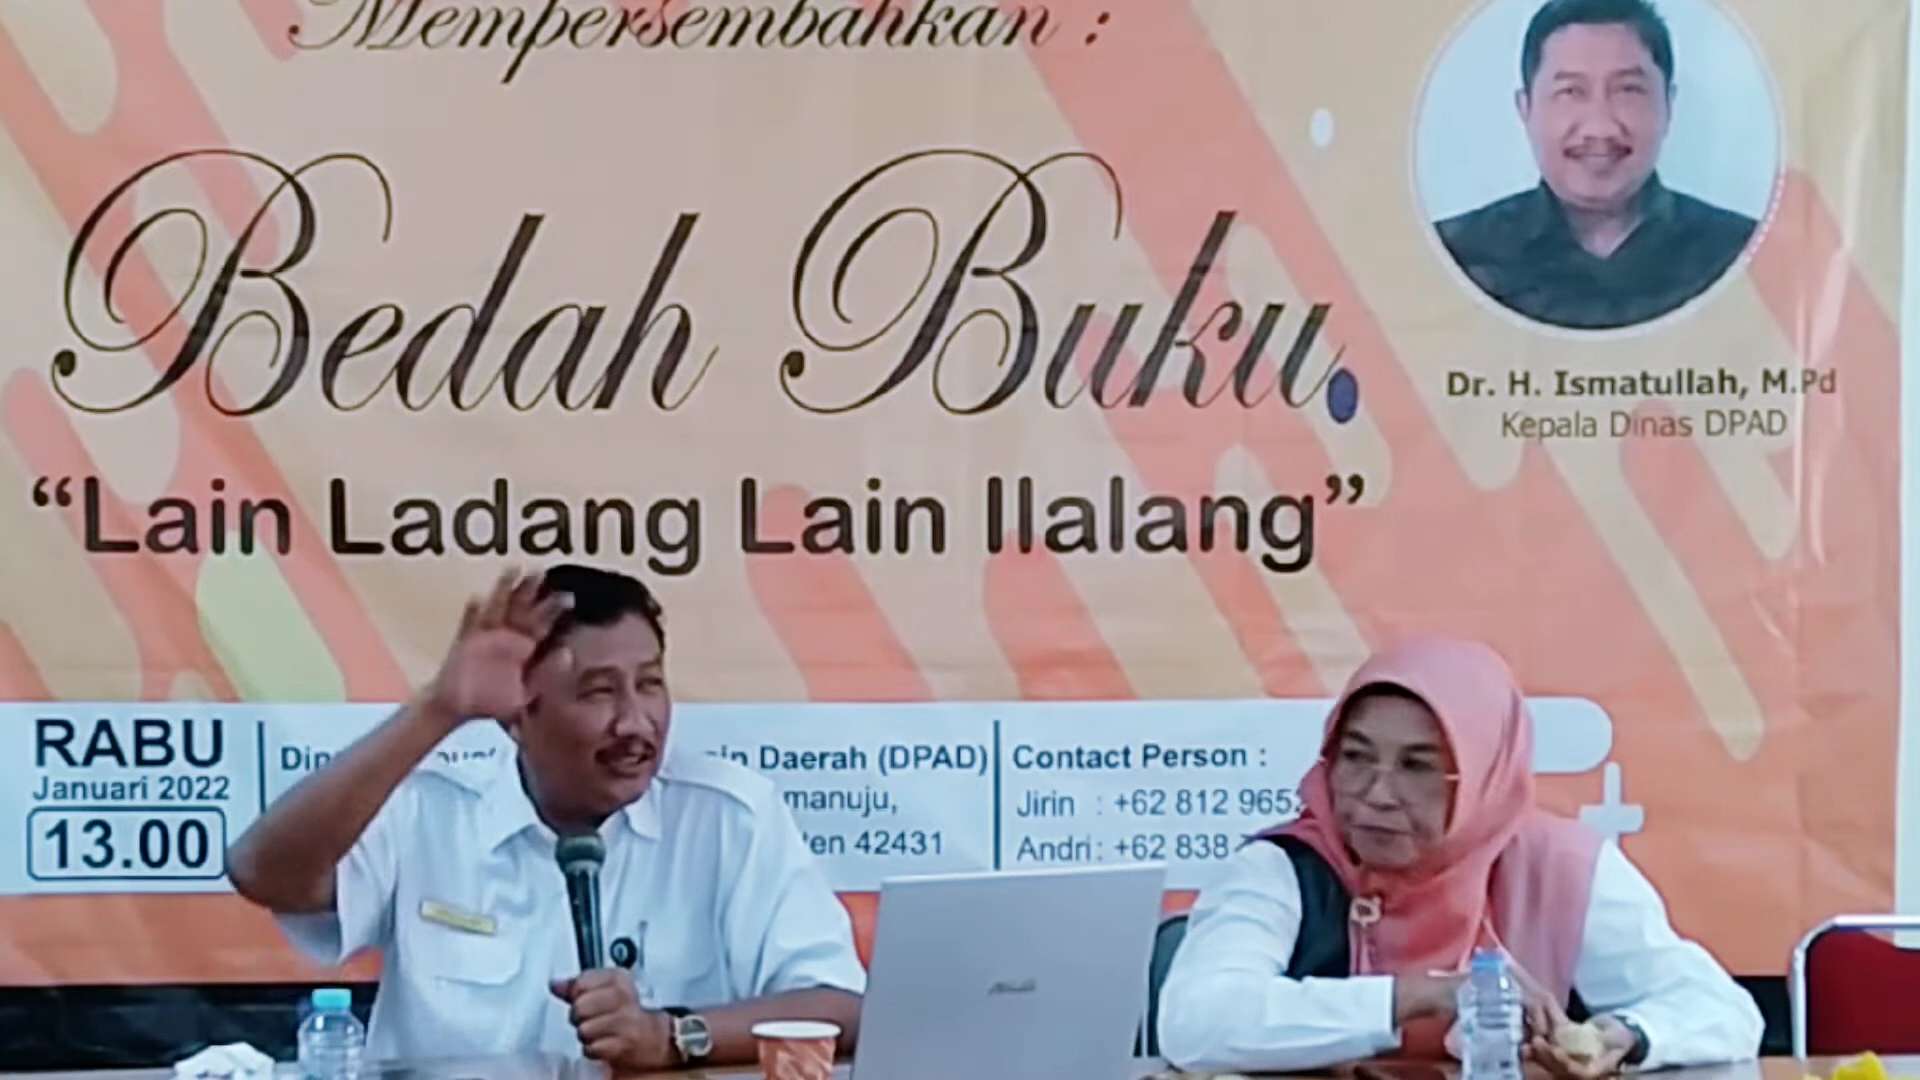 Mempersembahkan :
Bedah Buku
"Lain Ladang Lain Ilalang"
Dr. H. Ismatullah, M.Pd
Kepala Dinas DPAD
RABU
Januari 2022
13.00
Daerah (DPAD)
42431
Contact Person :
Jirin : +62 812 965
Andri : +62 838